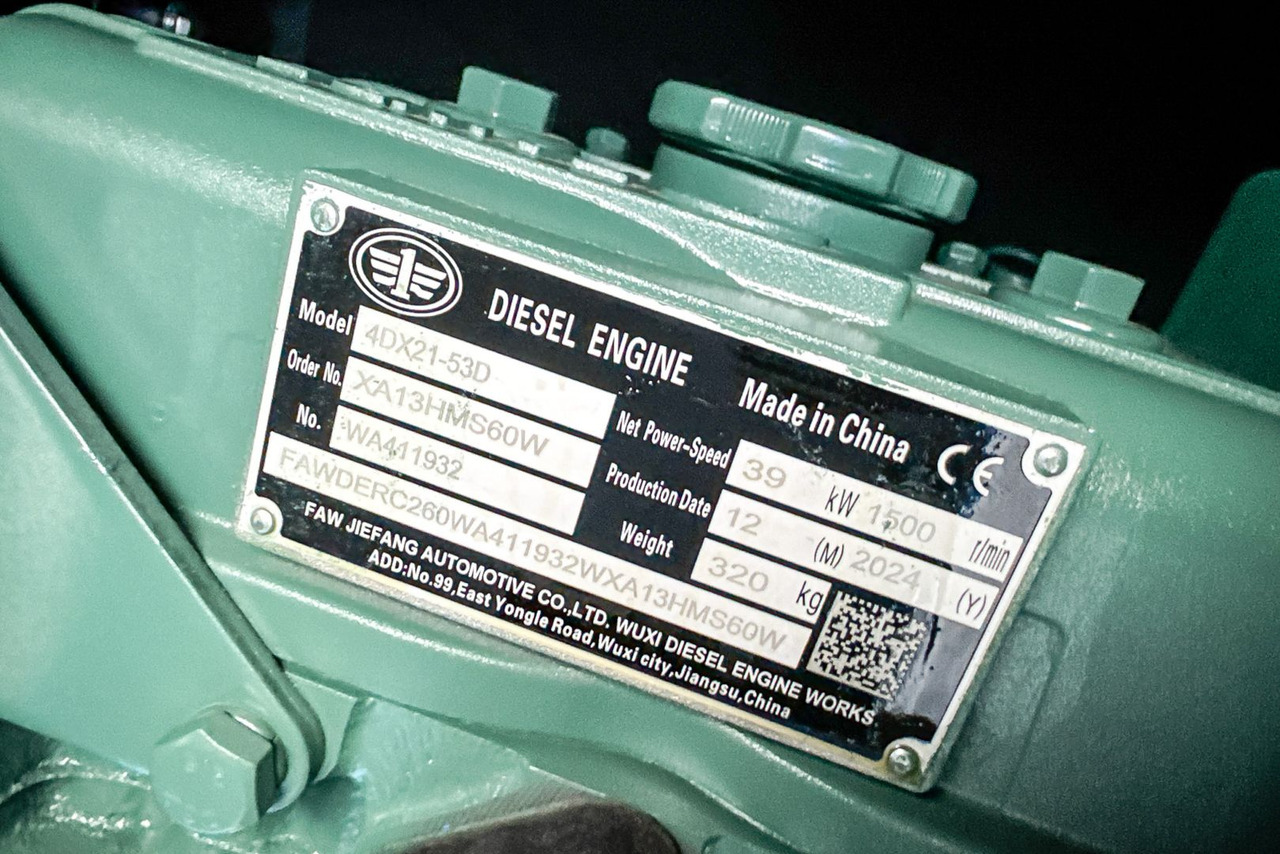 1
DIESEL ENGINE
Made in China
CE
Model 4DX21-53D
Order No. XA13HMS60W
No. WA411932
Net Power-Speed 39 kW 1500 r/min
Production Date 12 (M) 2024 (Y)
Weight 320 kg
FAWDERC260WA411932WXA13HMS60W
FAW JIEFANG AUTOMOTIVE CO.,LTD. WUXI DIESEL ENGINE WORKS
ADD:No.99,East Yongle Road,Wuxi city,Jiangsu,China